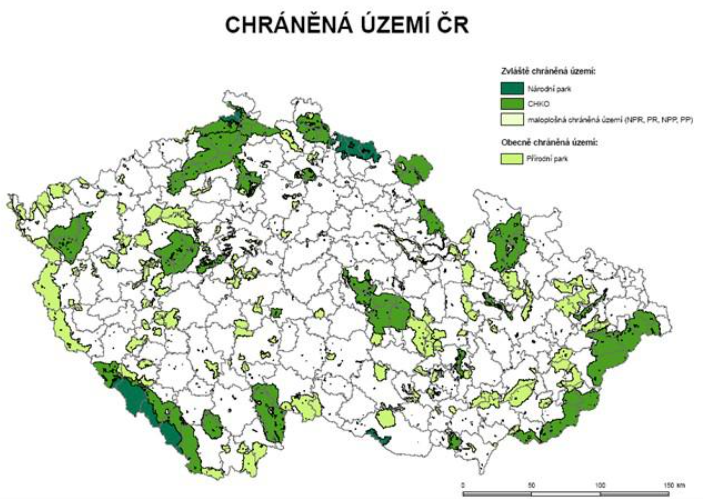 CHRÁNĚNÁ ÚZEMÍ ČR
Zvláště chráněná území:
Národní park
CHKO
maloplošná chráněná území (NPR, PR, NPP, PP)
Obecně chráněná území:
Přírodní park
0 50 100 150 km